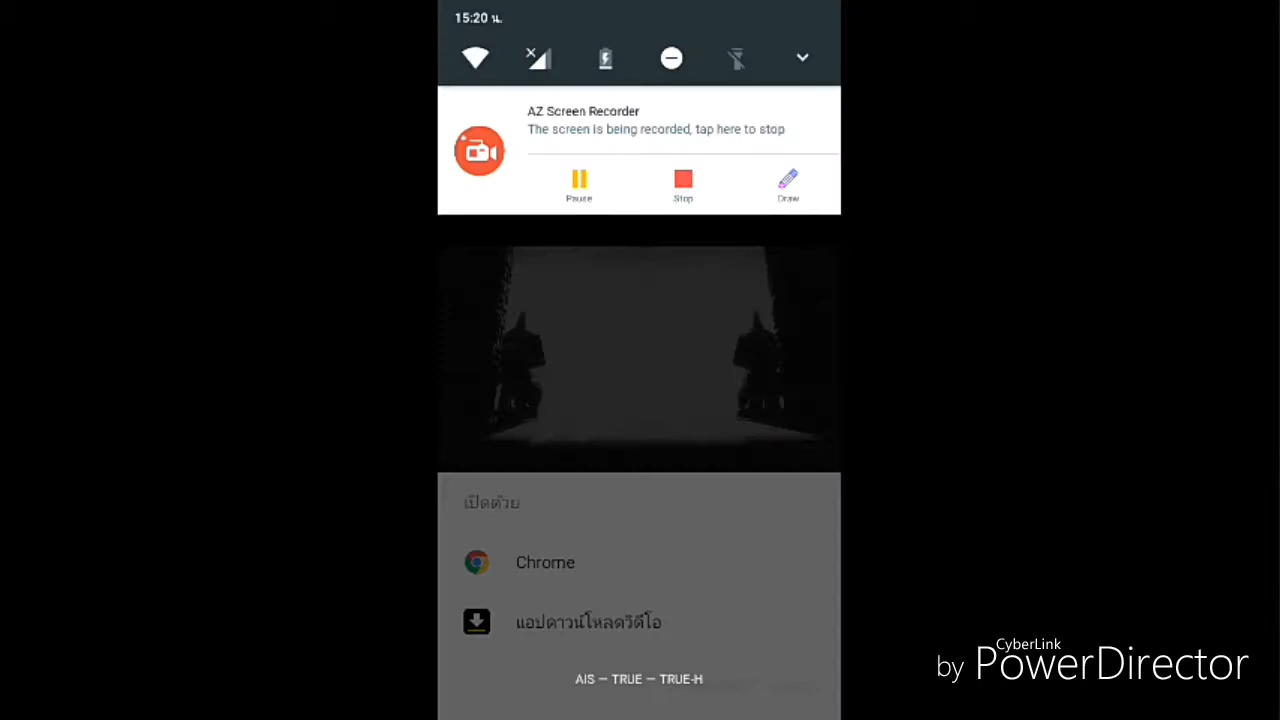 15:20 น.
AZ Screen Recorder
The screen is being recorded, tap here to stop
Pause
Stop
Draw
เปิดด้วย
Chrome
แอปดาวน์โหลดวิดีโอ
AIS — TRUE — TRUE-H
CyberLink
by PowerDirector